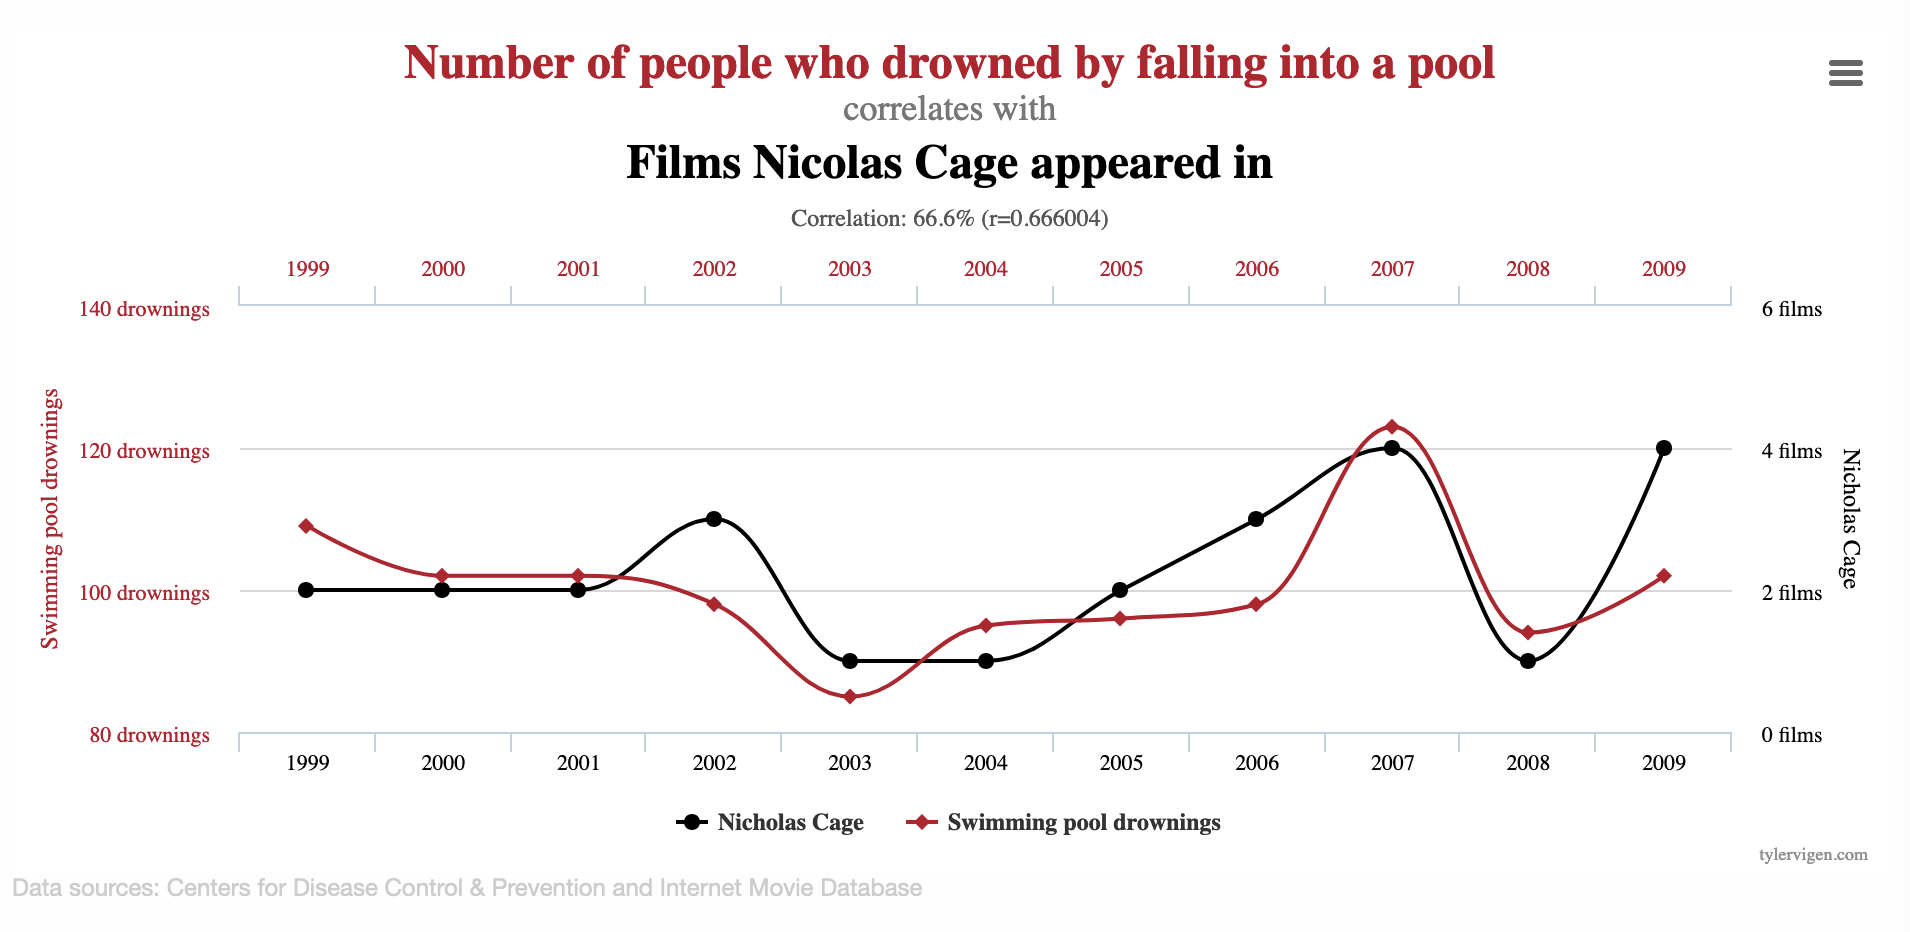 Number of people who drowned by falling into a pool
correlates with
Films Nicolas Cage appeared in
Correlation: 66.6% (r=0.666004)
1999 2000 2001 2002 2003 2004 2005 2006 2007 2008 2009
140 drownings 6 films
120 drownings 4 films
100 drownings 2 films
80 drownings 0 films
Swimming pool drownings
Nicholas Cage
1999 2000 2001 2002 2003 2004 2005 2006 2007 2008 2009
Nicholas Cage Swimming pool drownings
tylervigen.com
Data sources: Centers for Disease Control & Prevention and Internet Movie Database